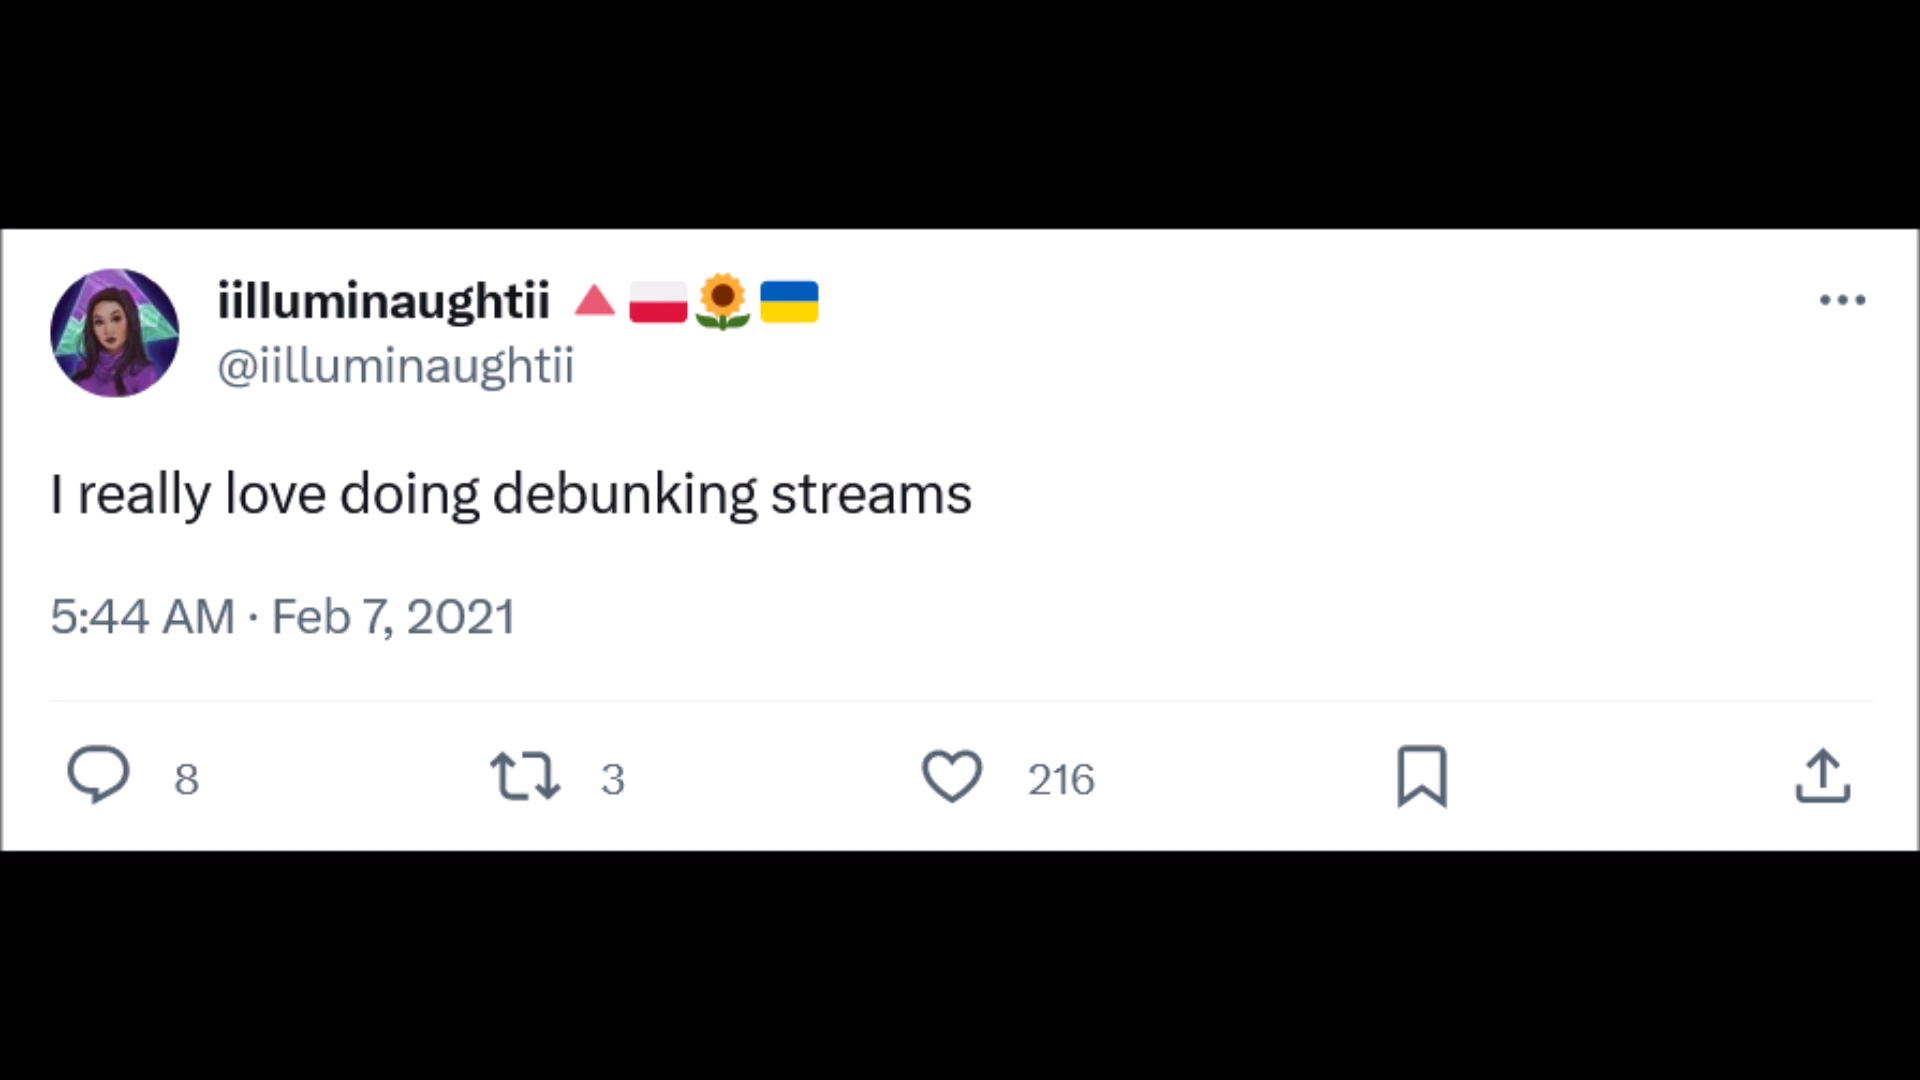 iilluminaughtii 🔺🇵🇱🌻🇺🇦
@iilluminaughtii
I really love doing debunking streams
5:44 AM · Feb 7, 2021
8 3 216